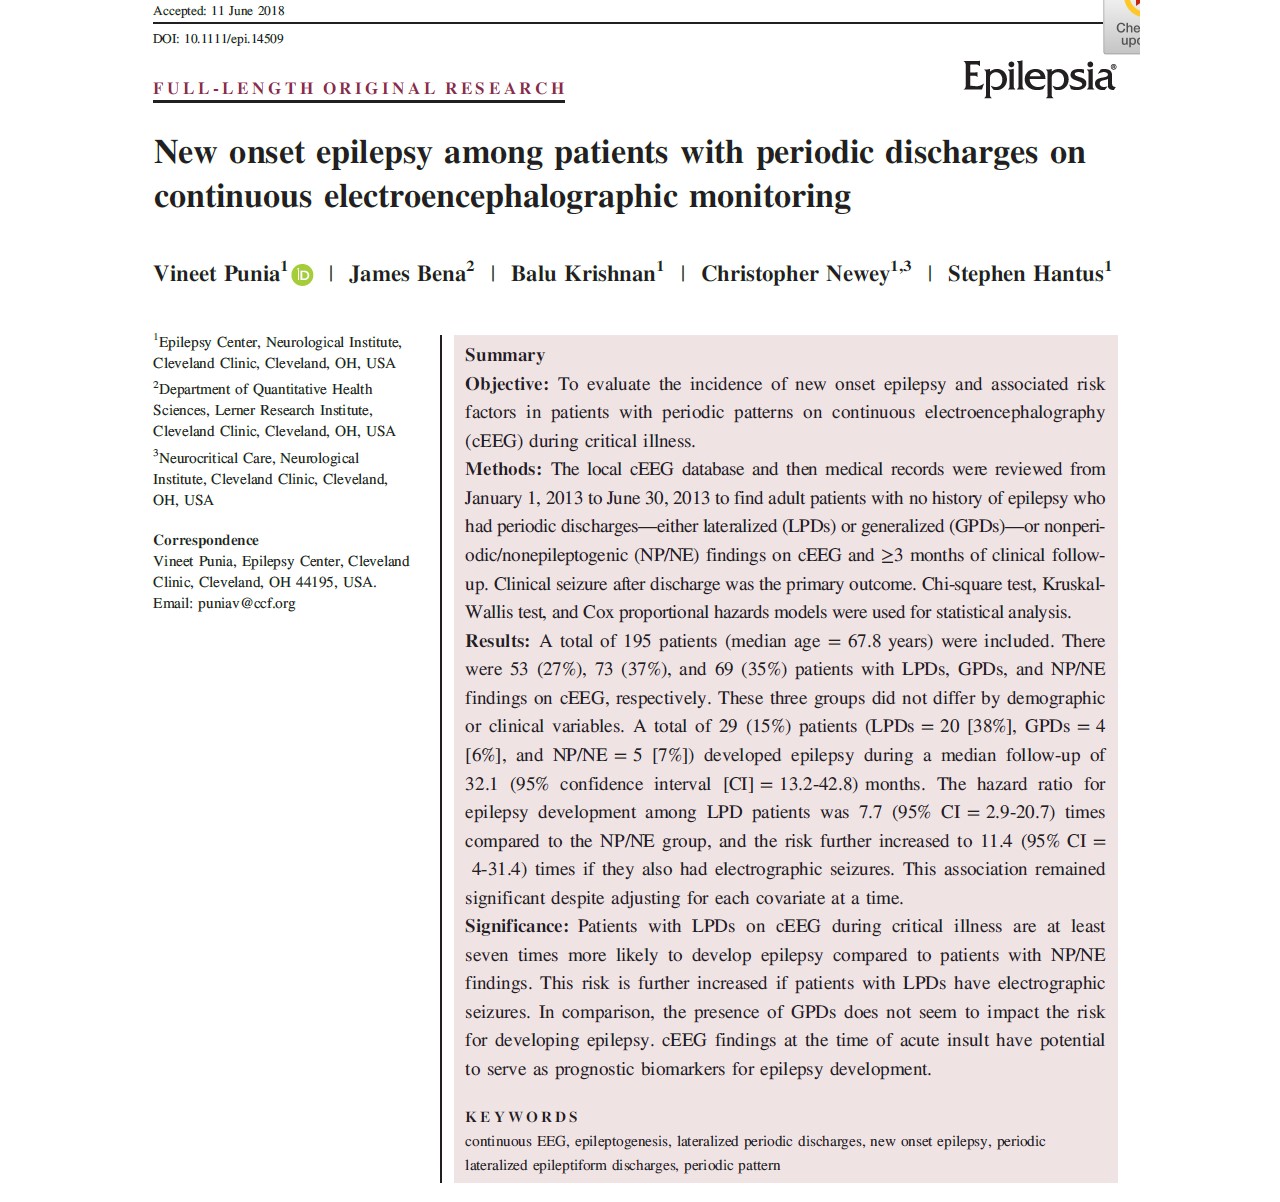 Accepted: 11 June 2018
DOI: 10.1111/epi.14509
Che
upd
FULL-LENGTH ORIGINAL RESEARCH
Epilepsia®
New onset epilepsy among patients with periodic discharges on
continuous electroencephalographic monitoring
Vineet Punia1 iD | James Bena2 | Balu Krishnan1 | Christopher Newey1,3 | Stephen Hantus1
1Epilepsy Center, Neurological Institute,
Cleveland Clinic, Cleveland, OH, USA
2Department of Quantitative Health
Sciences, Lerner Research Institute,
Cleveland Clinic, Cleveland, OH, USA
3Neurocritical Care, Neurological
Institute, Cleveland Clinic, Cleveland,
OH, USA
Correspondence
Vineet Punia, Epilepsy Center, Cleveland
Clinic, Cleveland, OH 44195, USA.
Email: puniav@ccf.org
Summary
Objective: To evaluate the incidence of new onset epilepsy and associated risk
factors in patients with periodic patterns on continuous electroencephalography
(cEEG) during critical illness.
Methods: The local cEEG database and then medical records were reviewed from
January 1, 2013 to June 30, 2013 to find adult patients with no history of epilepsy who
had periodic discharges—either lateralized (LPDs) or generalized (GPDs)—or nonperi-
odic/nonepileptogenic (NP/NE) findings on cEEG and ≥3 months of clinical follow-
up. Clinical seizure after discharge was the primary outcome. Chi-square test, Kruskal-
Wallis test, and Cox proportional hazards models were used for statistical analysis.
Results: A total of 195 patients (median age = 67.8 years) were included. There
were 53 (27%), 73 (37%), and 69 (35%) patients with LPDs, GPDs, and NP/NE
findings on cEEG, respectively. These three groups did not differ by demographic
or clinical variables. A total of 29 (15%) patients (LPDs = 20 [38%], GPDs = 4
[6%], and NP/NE = 5 [7%]) developed epilepsy during a median follow-up of
32.1 (95% confidence interval [CI] = 13.2-42.8) months. The hazard ratio for
epilepsy development among LPD patients was 7.7 (95% CI = 2.9-20.7) times
compared to the NP/NE group, and the risk further increased to 11.4 (95% CI =
4-31.4) times if they also had electrographic seizures. This association remained
significant despite adjusting for each covariate at a time.
Significance: Patients with LPDs on cEEG during critical illness are at least
seven times more likely to develop epilepsy compared to patients with NP/NE
findings. This risk is further increased if patients with LPDs have electrographic
seizures. In comparison, the presence of GPDs does not seem to impact the risk
for developing epilepsy. cEEG findings at the time of acute insult have potential
to serve as prognostic biomarkers for epilepsy development.
KEYWORDS
continuous EEG, epileptogenesis, lateralized periodic discharges, new onset epilepsy, periodic
lateralized epileptiform discharges, periodic pattern